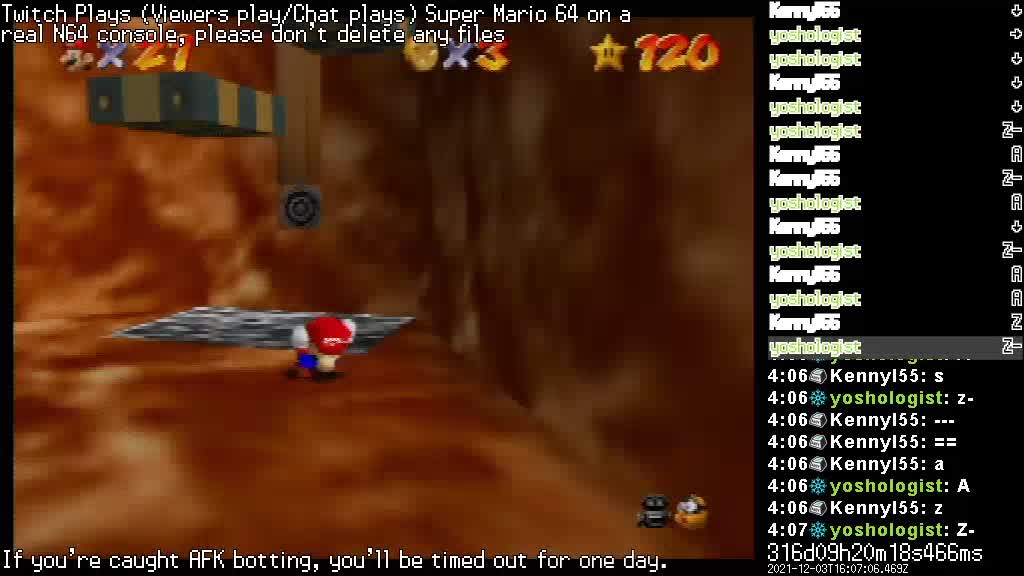 Twitch Plays (Viewers play/Chat plays) Super Mario 64 on a
real N64 console, please don't delete any files
x 21
x 3
120
Kennyl55 ↓
yoshologist →
yoshologist ↓
Kennyl55 ↓
yoshologist ↓
yoshologist Z-
Kennyl55 A
Kennyl55 Z-
yoshologist A
Kennyl55 ↓
yoshologist Z-
Kennyl55 A
yoshologist A
Kennyl55 Z
yoshologist Z-
4:06 Kennyl55: s
4:06 yoshologist: z-
4:06 Kennyl55: ---
4:06 Kennyl55: ==
4:06 Kennyl55: a
4:06 yoshologist: A
4:06 Kennyl55: z
4:07 yoshologist: Z-
316d09h20m18s466ms
2021-12-03T16:07:06.469Z
If you're caught AFK botting, you'll be timed out for one day.